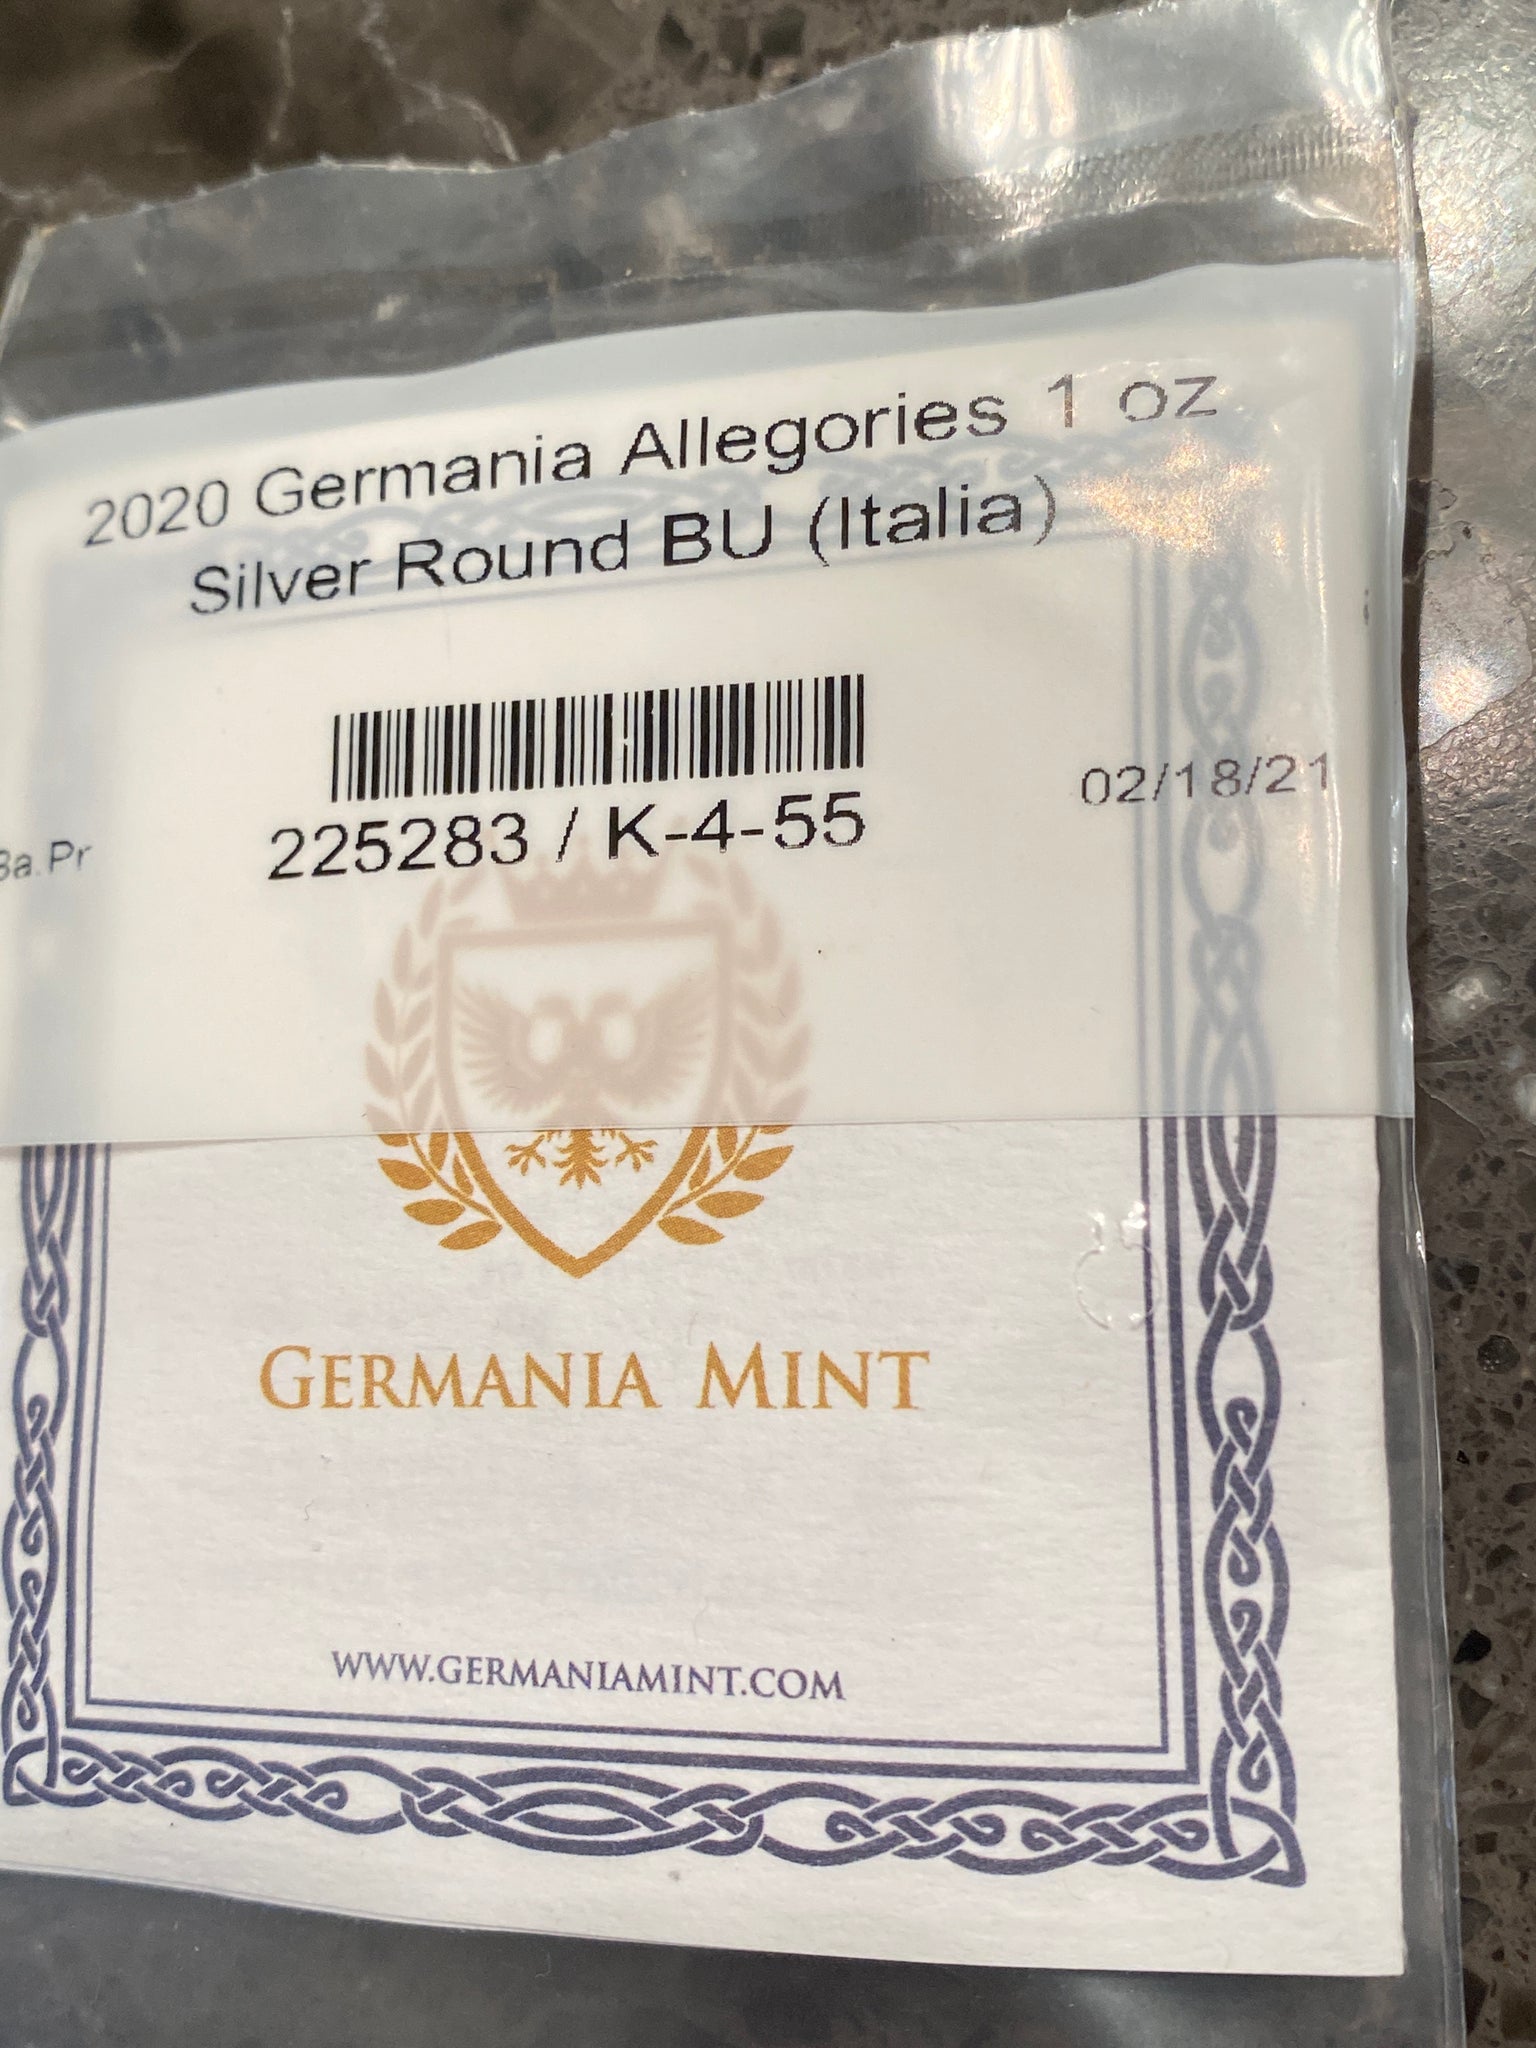 2020 Germania Allegories 1 oz
Silver Round BU (Italia)
225283 / K-4-55
02/18/21
GERMANIA MINT
WWW.GERMANIAMINT.COM